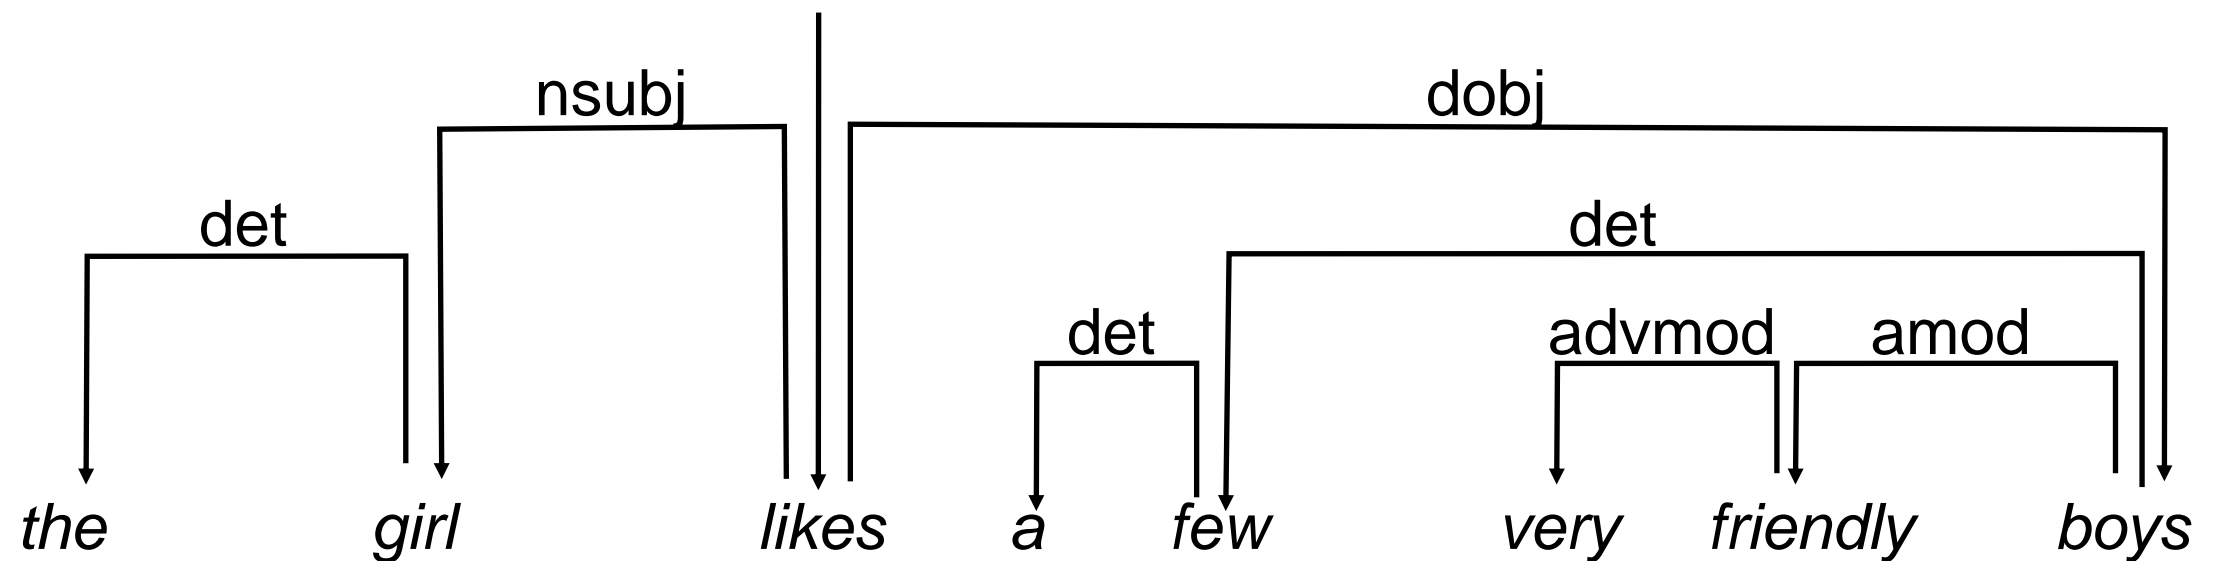 nsubj dobj
det det
det advmod amod
the girl likes a few very friendly boys